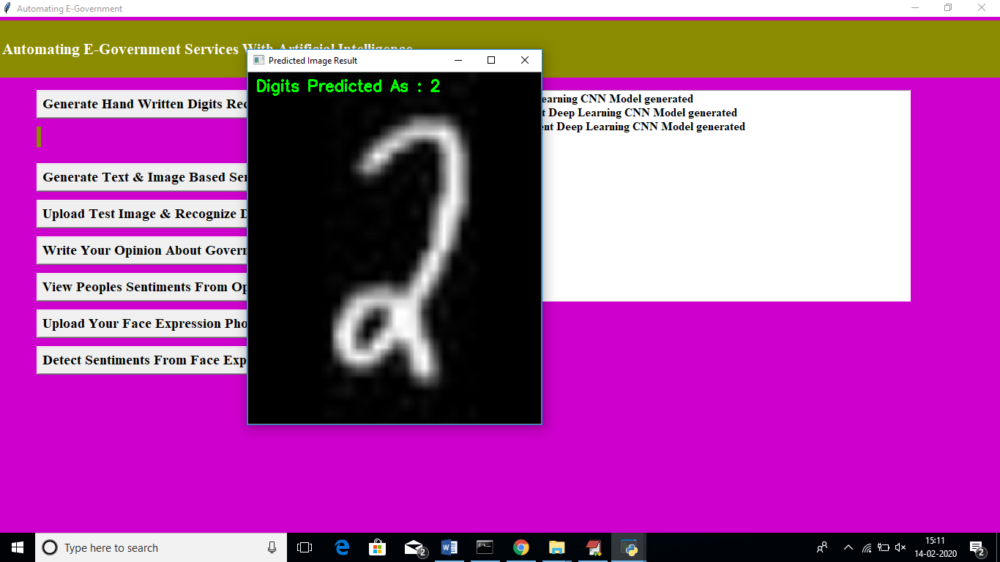 Automating E-Government
Automating E-Government Services With Artificial Intelligence
Predicted Image Result
Digits Predicted As : 2
2
Generate Hand Written Digits Rec
Generate Text & Image Based Sen
Upload Test Image & Recognize D
Write Your Opinion About Govern
View Peoples Sentiments From Op
Upload Your Face Expression Pho
Detect Sentiments From Face Exp
earning CNN Model generated
t Deep Learning CNN Model generated
ent Deep Learning CNN Model generated
Type here to search
2
15:11
14-02-2020
2